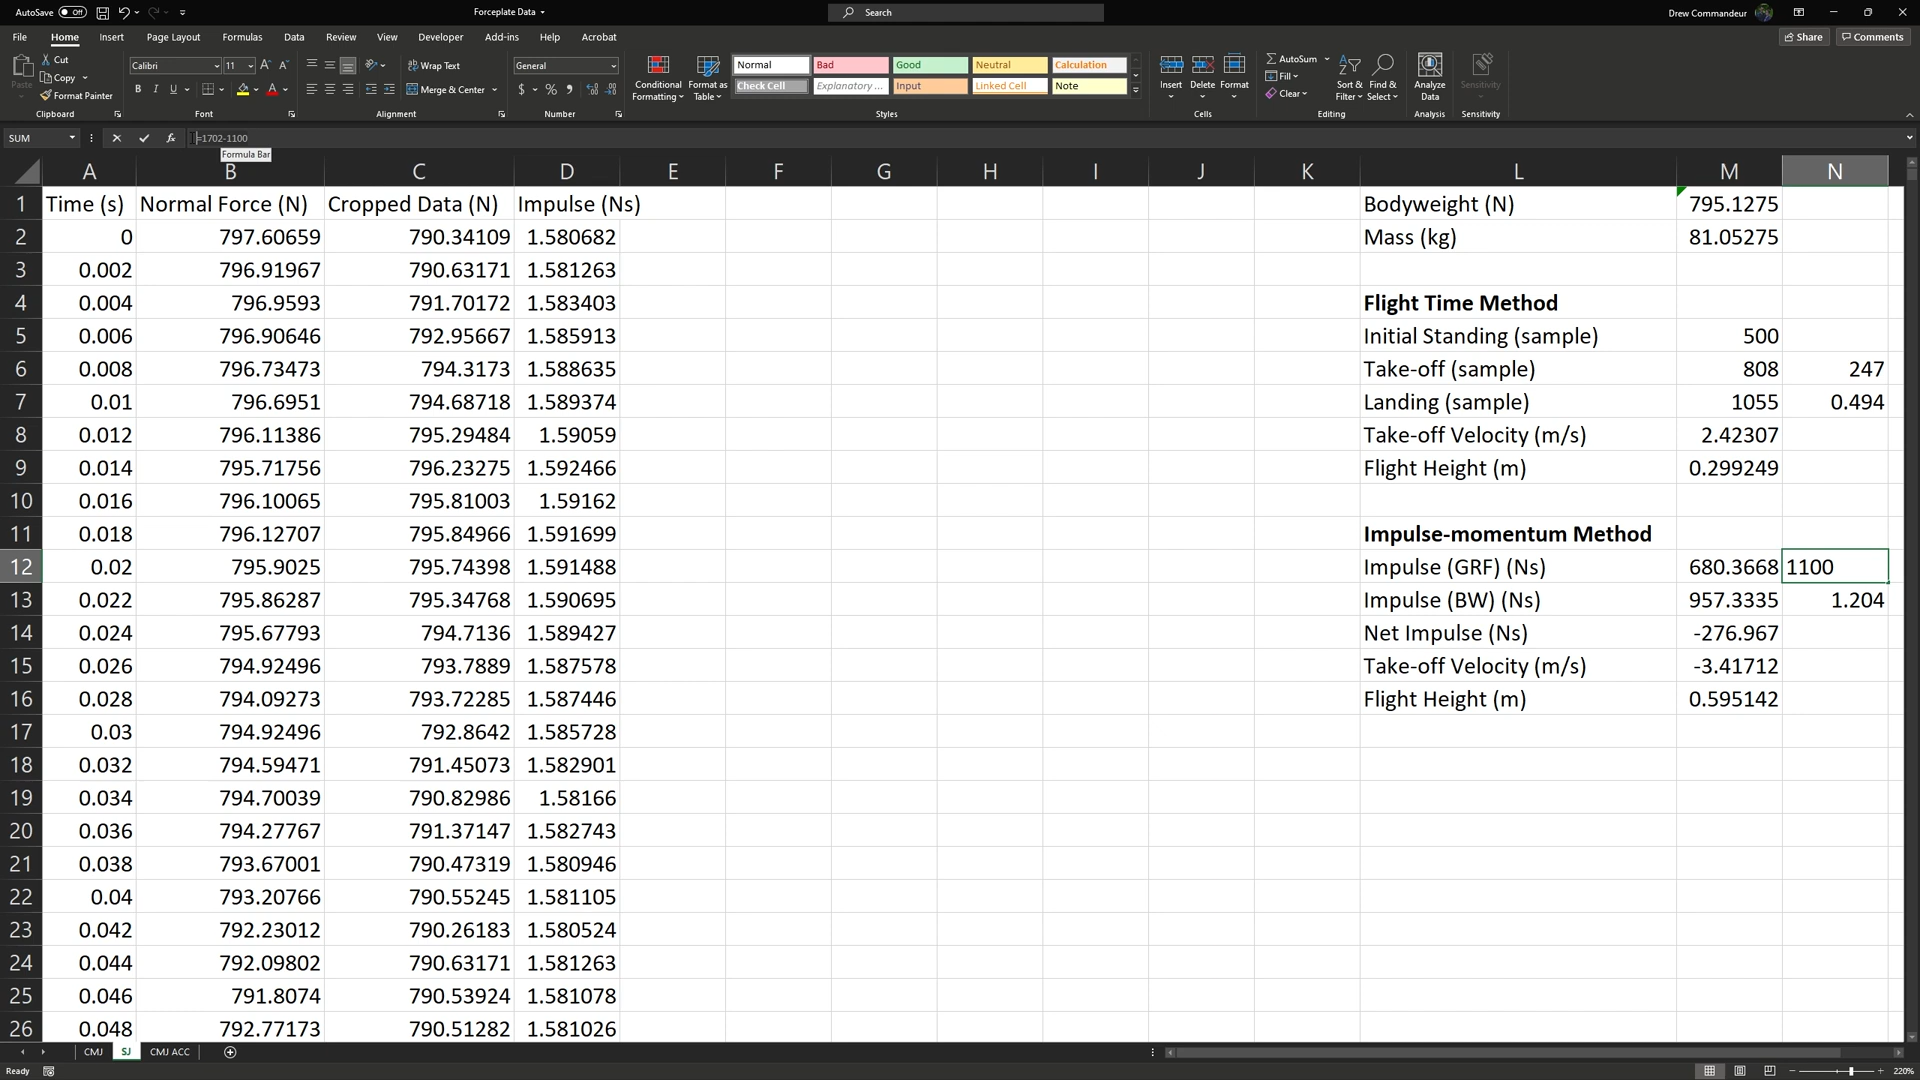 AutoSave Off
Forceplate Data
Search
Drew Commandeur
File Home Insert Page Layout Formulas Data Review View Developer Add-ins Help Acrobat
Share Comments
Paste
Cut
Copy
Format Painter
Clipboard
Calibri 11
B I U
Font
Wrap Text
Merge & Center
Alignment
General
$ % 9
Number
Conditional Formatting
Format as Table
Normal Bad Good Neutral Calculation
Check Cell Explanatory ... Input Linked Cell Note
Styles
Insert Delete Format
Cells
AutoSum
Fill
Clear
Sort & Filter
Find & Select
Editing
Analyze Data
Analysis
Sensitivity
Sensitivity
SUM fx =1702-1100
Formula Bar
A B C D E F G H I J K L M N
1 Time (s) Normal Force (N) Cropped Data (N) Impulse (Ns) Bodyweight (N) 795.1275
2 0 797.60659 790.34109 1.580682 Mass (kg) 81.05275
3 0.002 796.91967 790.63171 1.581263
4 0.004 796.9593 791.70172 1.583403 Flight Time Method
5 0.006 796.90646 792.95667 1.585913 Initial Standing (sample) 500
6 0.008 796.73473 794.3173 1.588635 Take-off (sample) 808 247
7 0.01 796.6951 794.68718 1.589374 Landing (sample) 1055 0.494
8 0.012 796.11386 795.29484 1.59059 Take-off Velocity (m/s) 2.42307
9 0.014 795.71756 796.23275 1.592466 Flight Height (m) 0.299249
10 0.016 796.10065 795.81003 1.59162
11 0.018 796.12707 795.84966 1.591699 Impulse-momentum Method
12 0.02 795.9025 795.74398 1.591488 Impulse (GRF) (Ns) 680.3668 1100
13 0.022 795.86287 795.34768 1.590695 Impulse (BW) (Ns) 957.3335 1.204
14 0.024 795.67793 794.7136 1.589427 Net Impulse (Ns) -276.967
15 0.026 794.92496 793.7889 1.587578 Take-off Velocity (m/s) -3.41712
16 0.028 794.09273 793.72285 1.587446 Flight Height (m) 0.595142
17 0.03 794.92496 792.8642 1.585728
18 0.032 794.59471 791.45073 1.582901
19 0.034 794.70039 790.82986 1.58166
20 0.036 794.27767 791.37147 1.582743
21 0.038 793.67001 790.47319 1.580946
22 0.04 793.20766 790.55245 1.581105
23 0.042 792.23012 790.26183 1.580524
24 0.044 792.09802 790.63171 1.581263
25 0.046 791.8074 790.53924 1.581078
26 0.048 792.77173 790.51282 1.581026
CMJ SJ CMJ ACC
Ready
220%